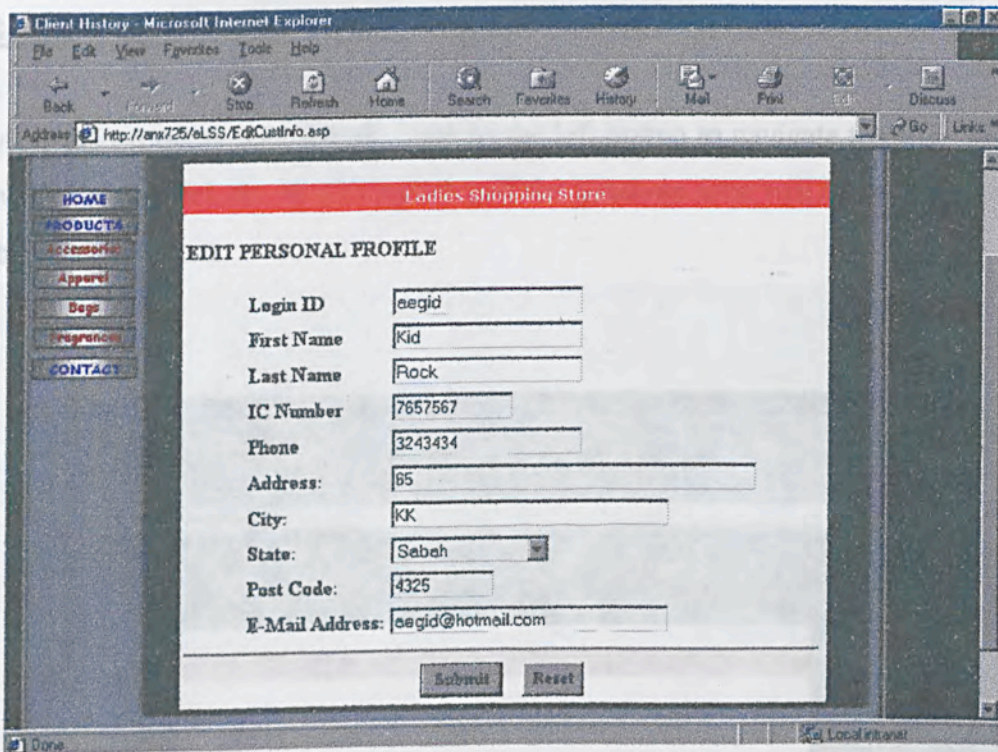 Client History - Microsoft Internet Explorer
File Edit View Favorites Tools Help
Back Forward Stop Refresh Home Search Favorites History Mail Print Edit Discuss
Address http://anx725/eLSS/EditCustInfo.asp Go Links
HOME
PRODUCTS
Accessories
Apparel
Bags
Fragrances
CONTACT
Ladies Shopping Store
EDIT PERSONAL PROFILE
Login ID aegid
First Name Kid
Last Name Rock
IC Number 7657567
Phone 3243434
Address: 65
City: KK
State: Sabah
Post Code: 4325
E-Mail Address: aegid@hotmail.com
Submit Reset
Done Local intranet